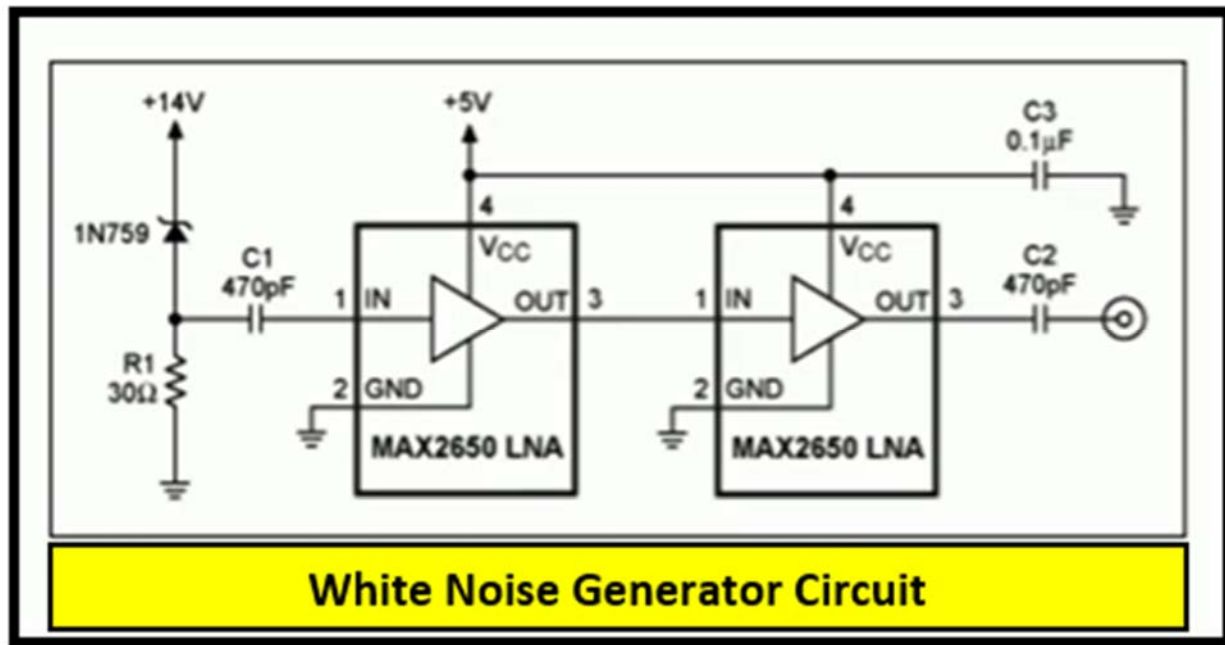 +14V
+5V
C3
0.1µF
4
4
1N759
VCC
VCC
C1
470pF
C2
470pF
1 IN
OUT 3
1 IN
OUT 3
R1
30Ω
2 GND
2 GND
MAX2650 LNA
MAX2650 LNA
White Noise Generator Circuit